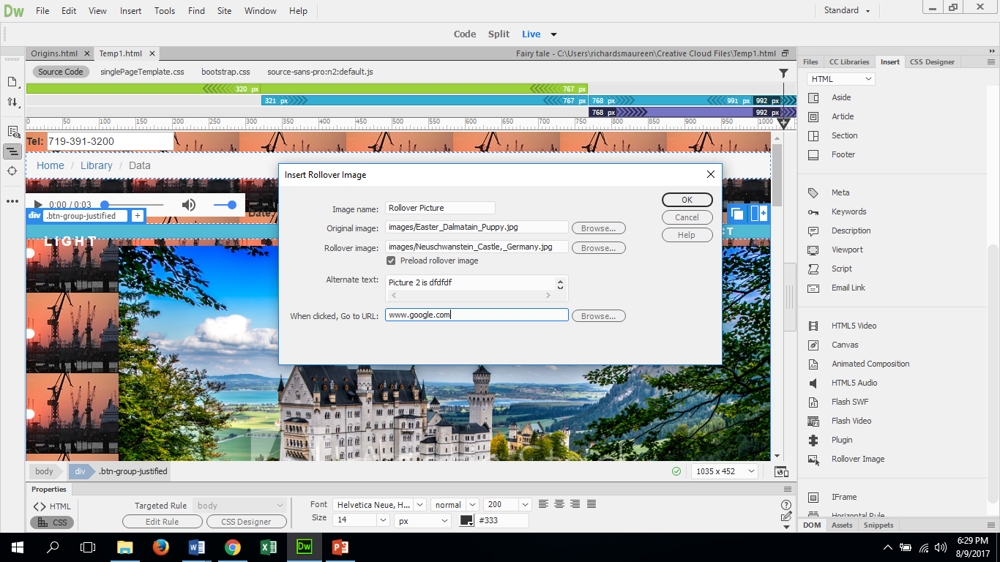 Dw File Edit View Insert Tools Find Site Window Help Standard
Code Split Live
Origins.html Temp1.html Fairy tale - C:\Users\richardsmaureen\Creative Cloud Files\Temp1.html
Source Code singlePageTemplate.css bootstrap.css source-sans-pro:n2:default.js
320 px 767 px
321 px 767 px 768 px 991 px 992 px
768 px 992 px
0 50 100 150 200 250 300 350 400 450 500 550 600 650 700 750 800 850 900 950 1000
Tel: 719-391-3200
Home / Library / Data
0:00 / 0:03
div .btn-group-justified +
Date
LIGHT
CT
Insert Rollover Image
Image name: Rollover Picture
Original image: images/Easter_Dalmatain_Puppy.jpg Browse...
Rollover image: images/Neuschwanstein_Castle,_Germany.jpg Browse...
Preload rollover image
Alternate text: Picture 2 is dfdfdf
When clicked, Go to URL: www.google.com Browse...
OK
Cancel
Help
Files CC Libraries Insert CSS Designer
HTML
Aside
Article
Section
Footer
Meta
Keywords
Description
Viewport
Script
Email Link
HTML5 Video
Canvas
Animated Composition
HTML5 Audio
Flash SWF
Flash Video
Plugin
Rollover Image
IFrame
Horizontal Rule
DOM Assets Snippets
body div .btn-group-justified 1035 x 452
Properties
HTML Targeted Rule body Font Helvetica Neue, H... normal 200
CSS Edit Rule CSS Designer Size 14 px #333
6:29 PM
8/9/2017